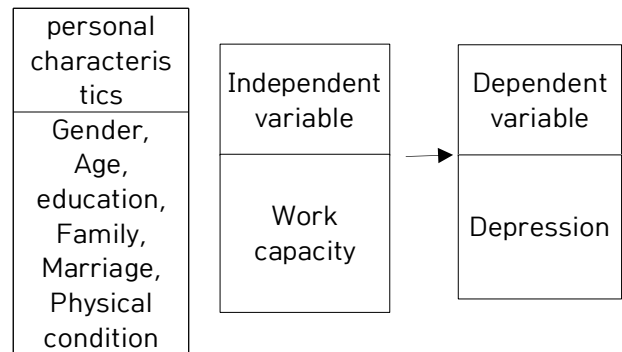 personal
characteris
tics
Gender,
Age,
education,
Family,
Marriage,
Physical
condition
Independent
variable
Work
capacity
Dependent
variable
Depression